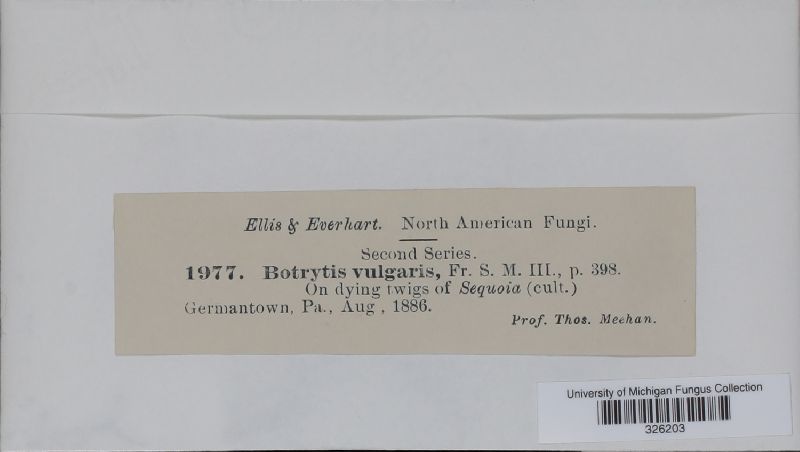 Ellis & Everhart. North American Fungi.
Second Series.
1977. Botrytis vulgaris, Fr. S. M. III., p. 398.
On dying twigs of Sequoia (cult.)
Germantown, Pa., Aug , 1886.
Prof. Thos. Meehan.
University of Michigan Fungus Collection
326203